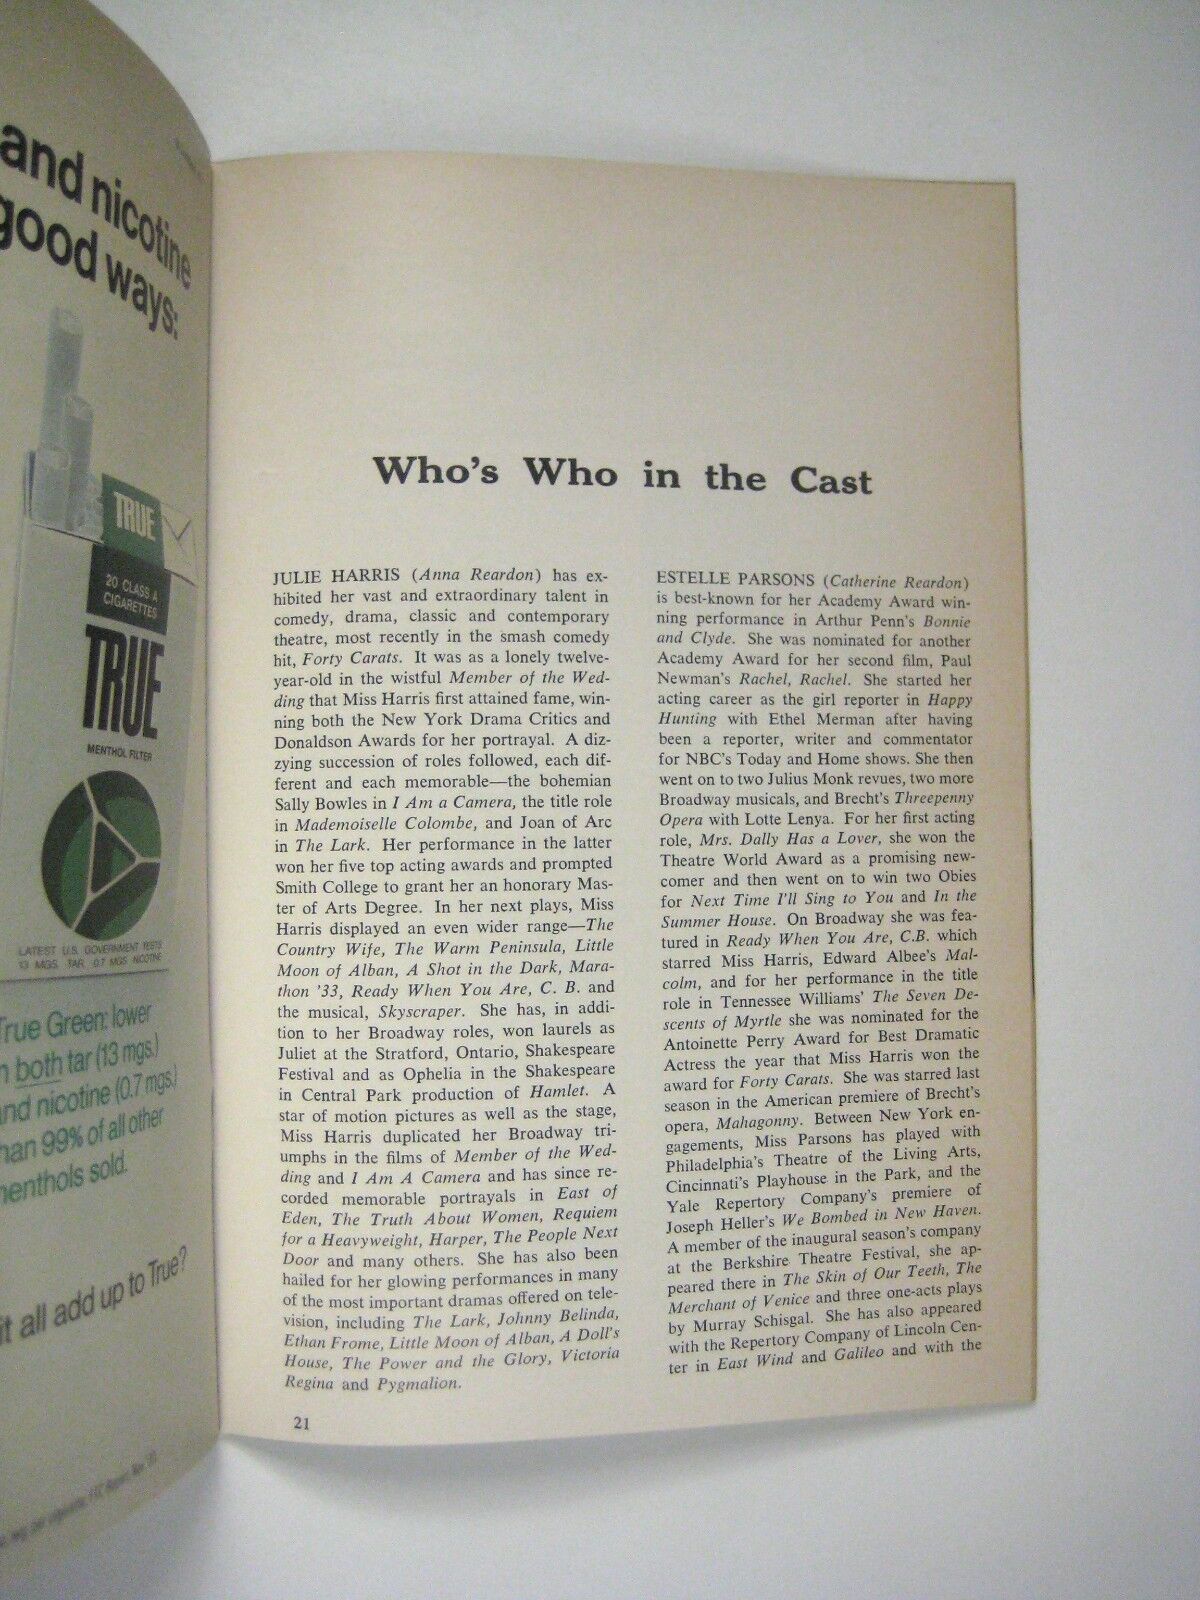 and nicotine
good ways:
TRUE
20 CLASS A
CIGARETTES
TRUE
MENTHOL FILTER
LATEST U.S. GOVERNMENT TESTS
13 MGS. TAR 0.7 MGS. NICOTINE
True Green: lower
n both tar (13 mgs.)
and nicotine (0.7 mgs.)
han 99% of all other
menthols sold.
it all add up to True?
Who's Who in the Cast
JULIE HARRIS (Anna Reardon) has ex-
hibited her vast and extraordinary talent in
comedy, drama, classic and contemporary
theatre, most recently in the smash comedy
hit, Forty Carats. It was as a lonely twelve-
year-old in the wistful Member of the Wed-
ding that Miss Harris first attained fame, win-
ning both the New York Drama Critics and
Donaldson Awards for her portrayal. A diz-
zying succession of roles followed, each dif-
ferent and each memorable—the bohemian
Sally Bowles in I Am a Camera, the title role
in Mademoiselle Colombe, and Joan of Arc
in The Lark. Her performance in the latter
won her five top acting awards and prompted
Smith College to grant her an honorary Mas-
ter of Arts Degree. In her next plays, Miss
Harris displayed an even wider range—The
Country Wife, The Warm Peninsula, Little
Moon of Alban, A Shot in the Dark, Mara-
thon '33, Ready When You Are, C. B. and
the musical, Skyscraper. She has, in addi-
tion to her Broadway roles, won laurels as
Juliet at the Stratford, Ontario, Shakespeare
Festival and as Ophelia in the Shakespeare
in Central Park production of Hamlet. A
star of motion pictures as well as the stage,
Miss Harris duplicated her Broadway tri-
umphs in the films of Member of the Wed-
ding and I Am A Camera and has since re-
corded memorable portrayals in East of
Eden, The Truth About Women, Requiem
for a Heavyweight, Harper, The People Next
Door and many others. She has also been
hailed for her glowing performances in many
of the most important dramas offered on tele-
vision, including The Lark, Johnny Belinda,
Ethan Frome, Little Moon of Alban, A Doll's
House, The Power and the Glory, Victoria
Regina and Pygmalion.
21
ESTELLE PARSONS (Catherine Reardon)
is best-known for her Academy Award win-
ning performance in Arthur Penn's Bonnie
and Clyde. She was nominated for another
Academy Award for her second film, Paul
Newman's Rachel, Rachel. She started her
acting career as the girl reporter in Happy
Hunting with Ethel Merman after having
been a reporter, writer and commentator
for NBC's Today and Home shows. She then
went on to two Julius Monk revues, two more
Broadway musicals, and Brecht's Threepenny
Opera with Lotte Lenya. For her first acting
role, Mrs. Dally Has a Lover, she won the
Theatre World Award as a promising new-
comer and then went on to win two Obies
for Next Time I'll Sing to You and In the
Summer House. On Broadway she was fea-
tured in Ready When You Are, C.B. which
starred Miss Harris, Edward Albee's Mal-
colm, and for her performance in the title
role in Tennessee Williams' The Seven De-
scents of Myrtle she was nominated for the
Antoinette Perry Award for Best Dramatic
Actress the year that Miss Harris won the
award for Forty Carats. She was starred last
season in the American premiere of Brecht's
opera, Mahagonny. Between New York en-
gagements, Miss Parsons has played with
Philadelphia's Theatre of the Living Arts,
Cincinnati's Playhouse in the Park, and the
Yale Repertory Company's premiere of
Joseph Heller's We Bombed in New Haven.
A member of the inaugural season's company
at the Berkshire Theatre Festival, she ap-
peared there in The Skin of Our Teeth, The
Merchant of Venice and three one-acts plays
by Murray Schisgal. She has also appeared
with the Repertory Company of Lincoln Cen-
ter in East Wind and Galileo and with the